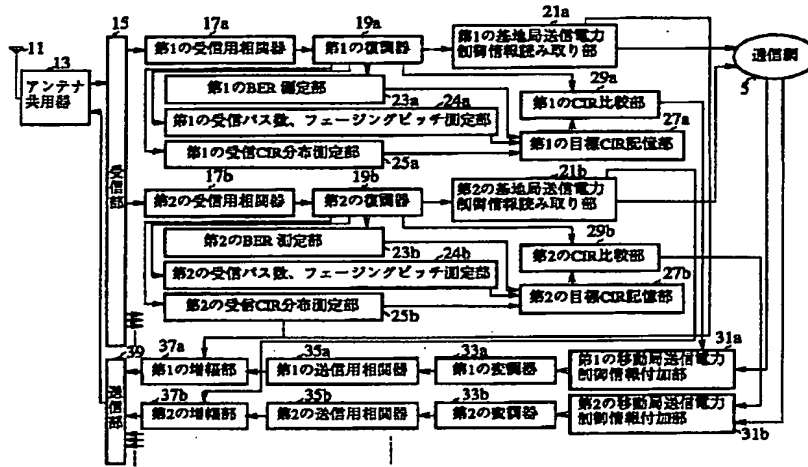 11
13
アンテナ
共用器
15
受信部
17a
第1の受信用相関器
19a
第1の復調器
21a
第1の基地局送信電力
制御情報読み取り部
通信網
5
第1のBER 測定部
23a
24a
第1の受信パス数、フェージングピッチ測定部
第1の受信CIR分布測定部
25a
29a
第1のCIR比較部
27a
第1の目標CIR記憶部
17b
第2の受信用相関器
19b
第2の復調器
21b
第2の基地局送信電力
制御情報読み取り部
第2のBER 測定部
23b
24b
第2の受信パス数、フェージングピッチ測定部
第2の受信CIR分布測定部
25b
29b
第2のCIR比較部
27b
第2の目標CIR記憶部
39
送信部
37a
第1の増幅部
35a
第1の送信用相関器
33a
第1の変調器
31a
第1の移動局送信電力
制御情報付加部
37b
第2の増幅部
35b
第2の送信用相関器
33b
第2の変調器
第2の移動局送信電力
制御情報付加部
31b